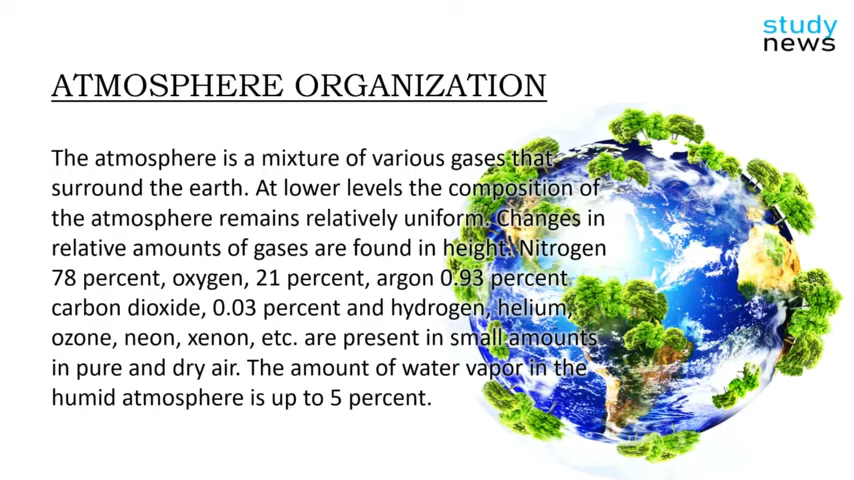 study
news
ATMOSPHERE ORGANIZATION
The atmosphere is a mixture of various gases that
surround the earth. At lower levels the composition of
the atmosphere remains relatively uniform. Changes in
relative amounts of gases are found in height. Nitrogen
78 percent, oxygen, 21 percent, argon 0.93 percent
carbon dioxide, 0.03 percent and hydrogen, helium,
ozone, neon, xenon, etc. are present in small amounts
in pure and dry air. The amount of water vapor in the
humid atmosphere is up to 5 percent.